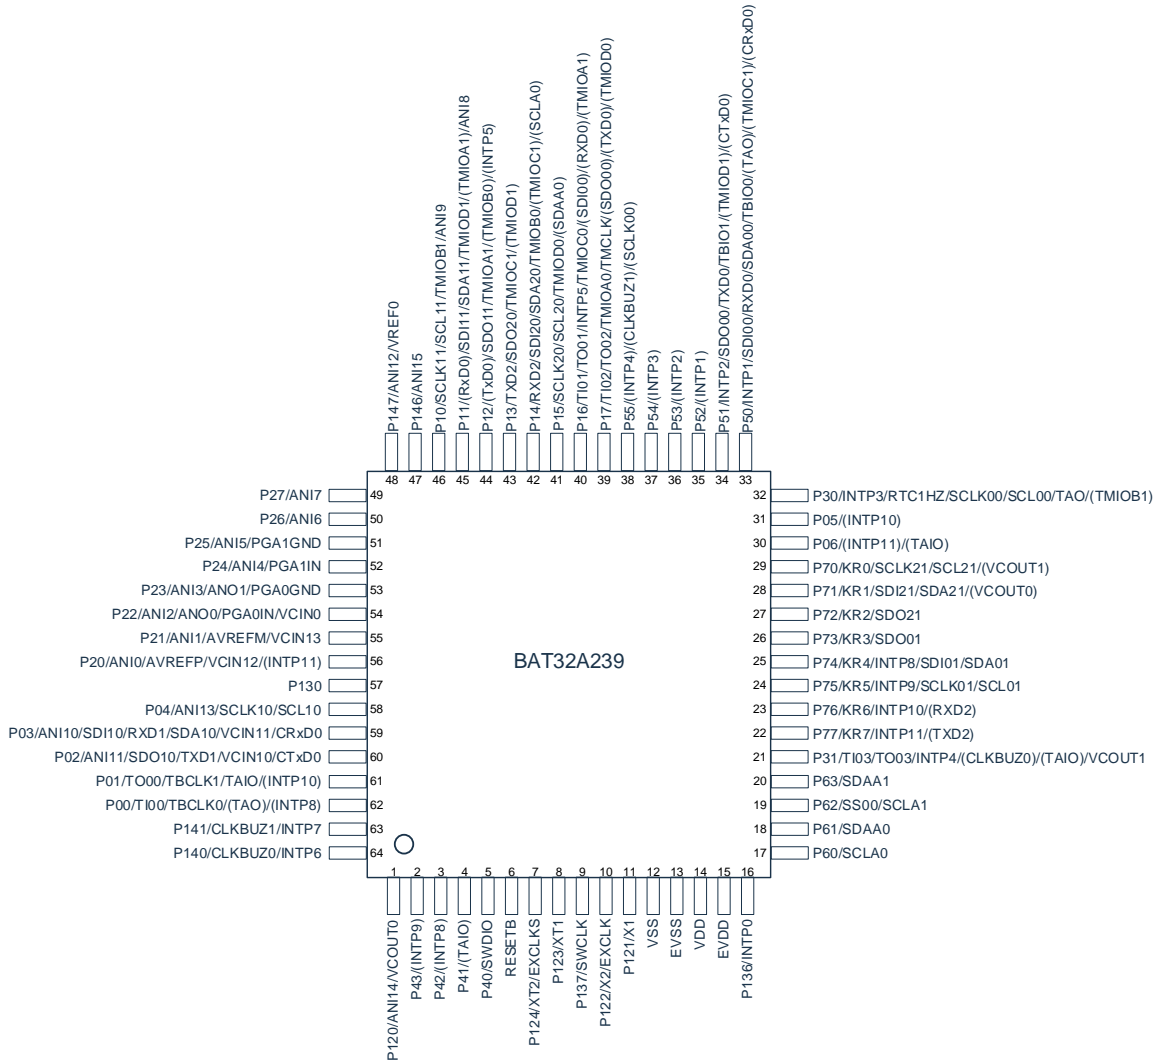 P147/ANI12/VREF0
P146/ANI15
P10/SCLK11/SCL11/TMIOB1/ANI9
P11/(RxD0)/SDI11/SDA11/TMIOD1/(TMIOA1)/ANI8
P12/(TxD0)/SDO11/TMIOA1/(TMIOB0)/(INTP5)
P13/TXD2/SDO20/TMIOC1/(TMIOD1)
P14/RXD2/SDI20/SDA20/TMIOB0/(TMIOC1)/(SCLA0)
P15/SCLK20/SCL20/TMIOD0/(SDAA0)
P16/TI01/TO01/INTP5/TMIOC0/(SDI00)/(RXD0)/(TMIOA1)
P17/TI02/TO02/TMIOA0/TMCLK/(SDO00)/(TXD0)/(TMIOD0)
P55/(INTP4)/(CLKBUZ1)/(SCLK00)
P54/(INTP3)
P53/(INTP2)
P52/(INTP1)
P51/INTP2/SDO00/TXD0/TBIO1/(TMIOD1)/(CTxD0)
P50/INTP1/SDI00/RXD0/SDA00/TBIO0/(TAO)/(TMIOC1)/(CRxD0)
48 47 46 45 44 43 42 41 40 39 38 37 36 35 34 33
P27/ANI7 49
P26/ANI6 50
P25/ANI5/PGA1GND 51
P24/ANI4/PGA1IN 52
P23/ANI3/ANO1/PGA0GND 53
P22/ANI2/ANO0/PGA0IN/VCIN0 54
P21/ANI1/AVREFM/VCIN13 55
P20/ANI0/AVREFP/VCIN12/(INTP11) 56
P130 57
P04/ANI13/SCLK10/SCL10 58
P03/ANI10/SDI10/RXD1/SDA10/VCIN11/CRxD0 59
P02/ANI11/SDO10/TXD1/VCIN10/CTxD0 60
P01/TO00/TBCLK1/TAIO/(INTP10) 61
P00/TI00/TBCLK0/(TAO)/(INTP8) 62
P141/CLKBUZ1/INTP7 63
P140/CLKBUZ0/INTP6 64
BAT32A239
32 P30/INTP3/RTC1HZ/SCLK00/SCL00/TAO/(TMIOB1)
31 P05/(INTP10)
30 P06/(INTP11)/(TAIO)
29 P70/KR0/SCLK21/SCL21/(VCOUT1)
28 P71/KR1/SDI21/SDA21/(VCOUT0)
27 P72/KR2/SDO21
26 P73/KR3/SDO01
25 P74/KR4/INTP8/SDI01/SDA01
24 P75/KR5/INTP9/SCLK01/SCL01
23 P76/KR6/INTP10/(RXD2)
22 P77/KR7/INTP11/(TXD2)
21 P31/TI03/TO03/INTP4/(CLKBUZ0)/(TAIO)/VCOUT1
20 P63/SDAA1
19 P62/SS00/SCLA1
18 P61/SDAA0
17 P60/SCLA0
1 2 3 4 5 6 7 8 9 10 11 12 13 14 15 16
P120/ANI14/VCOUT0
P43/(INTP9)
P42/(INTP8)
P41/(TAIO)
P40/SWDIO
RESETB
P124/XT2/EXCLKS
P123/XT1
P137/SWCLK
P122/X2/EXCLK
P121/X1
VSS
EVSS
VDD
EVDD
P136/INTP0